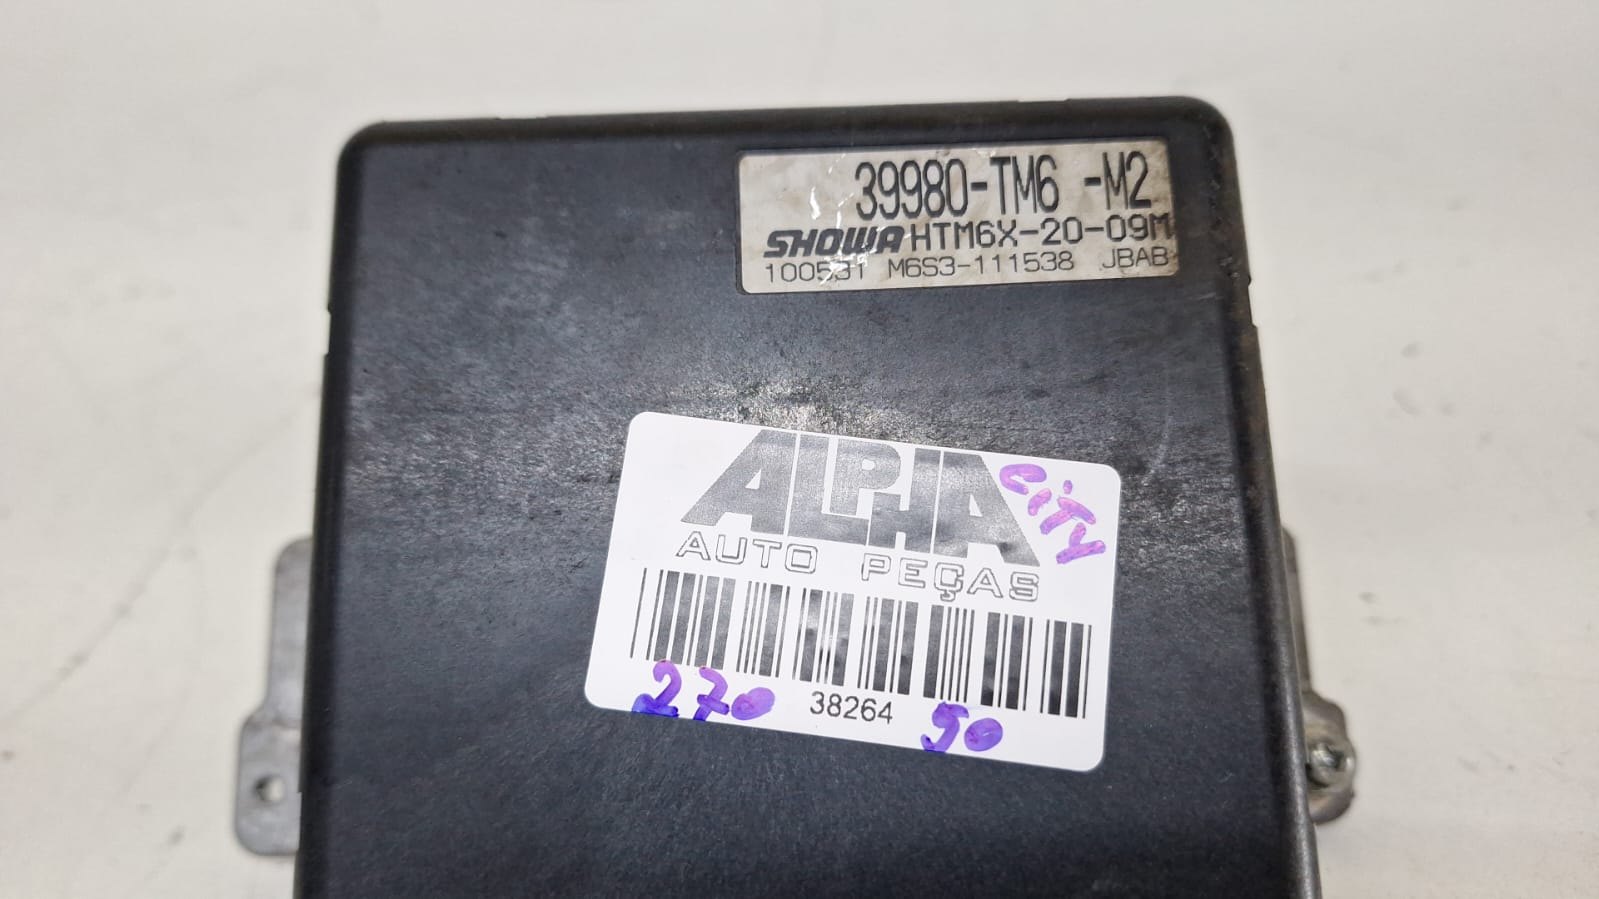 39980-TM6 -M2
SHOWA HTM6X-20-09M
100531 M6S3-111538 JBAB
ALPHA
CiTy
AUTO PEÇAS
270 38264 50